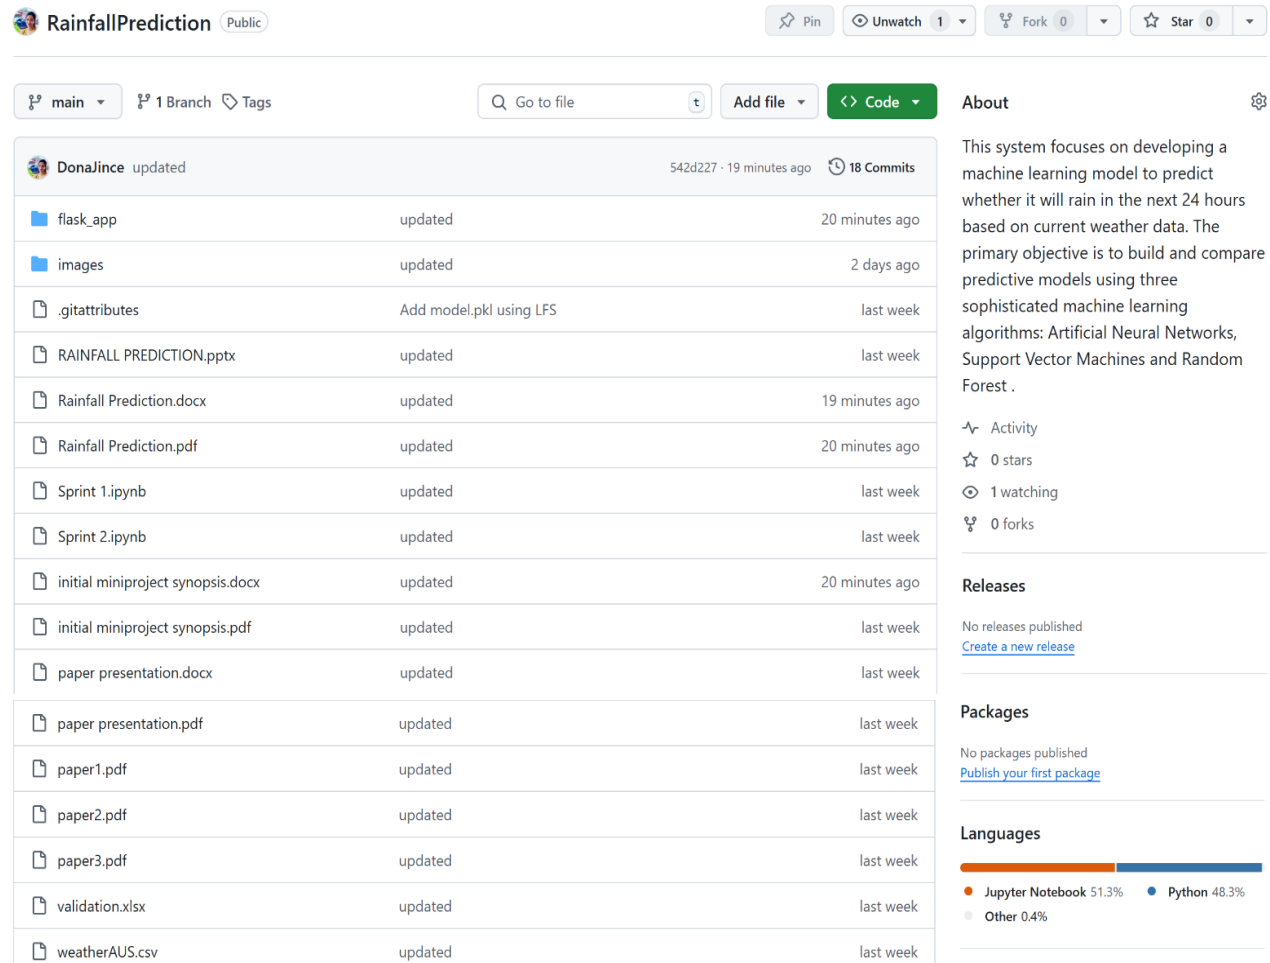 RainfallPrediction Public
Pin Unwatch 1 Fork 0 Star 0
main 1 Branch Tags Go to file t Add file Code
DonaJince updated 542d227 · 19 minutes ago 18 Commits
flask_app updated 20 minutes ago
images updated 2 days ago
.gitattributes Add model.pkl using LFS last week
RAINFALL PREDICTION.pptx updated last week
Rainfall Prediction.docx updated 19 minutes ago
Rainfall Prediction.pdf updated 20 minutes ago
Sprint 1.ipynb updated last week
Sprint 2.ipynb updated last week
initial miniproject synopsis.docx updated 20 minutes ago
initial miniproject synopsis.pdf updated last week
paper presentation.docx updated last week
paper presentation.pdf updated last week
paper1.pdf updated last week
paper2.pdf updated last week
paper3.pdf updated last week
validation.xlsx updated last week
weatherAUS.csv updated last week
About
This system focuses on developing a
machine learning model to predict
whether it will rain in the next 24 hours
based on current weather data. The
primary objective is to build and compare
predictive models using three
sophisticated machine learning
algorithms: Artificial Neural Networks,
Support Vector Machines and Random
Forest .
Activity
0 stars
1 watching
0 forks
Releases
No releases published
Create a new release
Packages
No packages published
Publish your first package
Languages
Jupyter Notebook 51.3% Python 48.3%
Other 0.4%